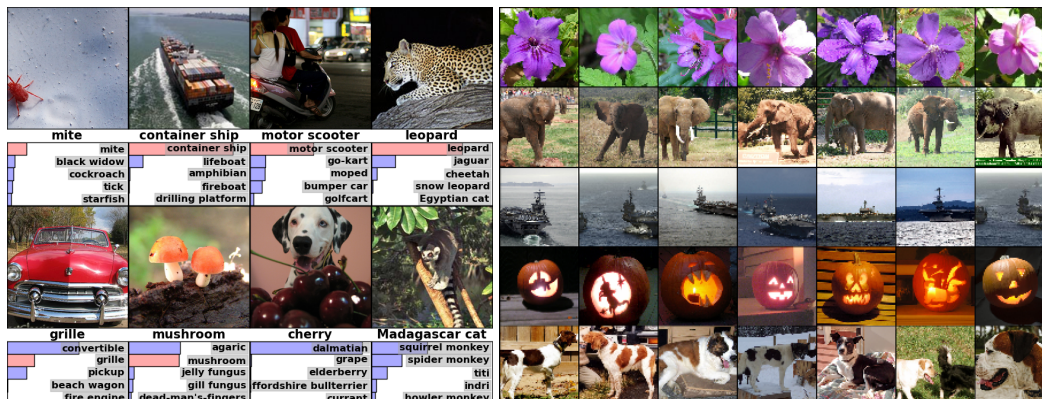 mite
container ship
motor scooter
leopard
mite
black widow
cockroach
tick
starfish
container ship
lifeboat
amphibian
fireboat
drilling platform
motor scooter
go-kart
moped
bumper car
golfcart
leopard
jaguar
cheetah
snow leopard
Egyptian cat
grille
mushroom
cherry
Madagascar cat
convertible
grille
pickup
beach wagon
fire engine
agaric
mushroom
jelly fungus
gill fungus
dead-man's-fingers
dalmatian
grape
elderberry
ffordshire bullterrier
currant
squirrel monkey
spider monkey
titi
indri
howler monkey